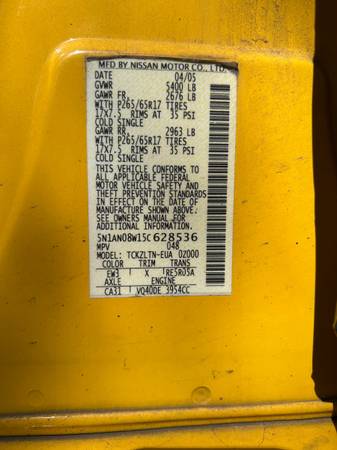 MFD BY NISSAN MOTOR CO., LTD.
DATE 04/05
GVWR 5400 LB
GAWR FR. 2676 LB
WITH P265/65R17 TIRES
17X7.5 RIMS AT 35 PSI
COLD SINGLE
GAWR RR. 2963 LB
WITH P265/65R17 TIRES
17X7.5 RIMS AT 35 PSI
COLD SINGLE
THIS VEHICLE CONFORMS TO
ALL APPLICABLE FEDERAL
MOTOR VEHICLE SAFETY AND
THEFT PREVENTION STANDARDS
IN EFFECT ON THE DATE OF
MANUFACTURE SHOWN ABOVE.
SEE OWNERS MANUAL FOR
ADDITIONAL INFORMATION.
5N1AN08W15C628536
MPV 048
MODEL: TCKZLTN-EUA 02000
COLOR TRIM TRANS
EW3 X RE5R05A
AXLE ENGINE
CA31 VQ40DE 3954CC